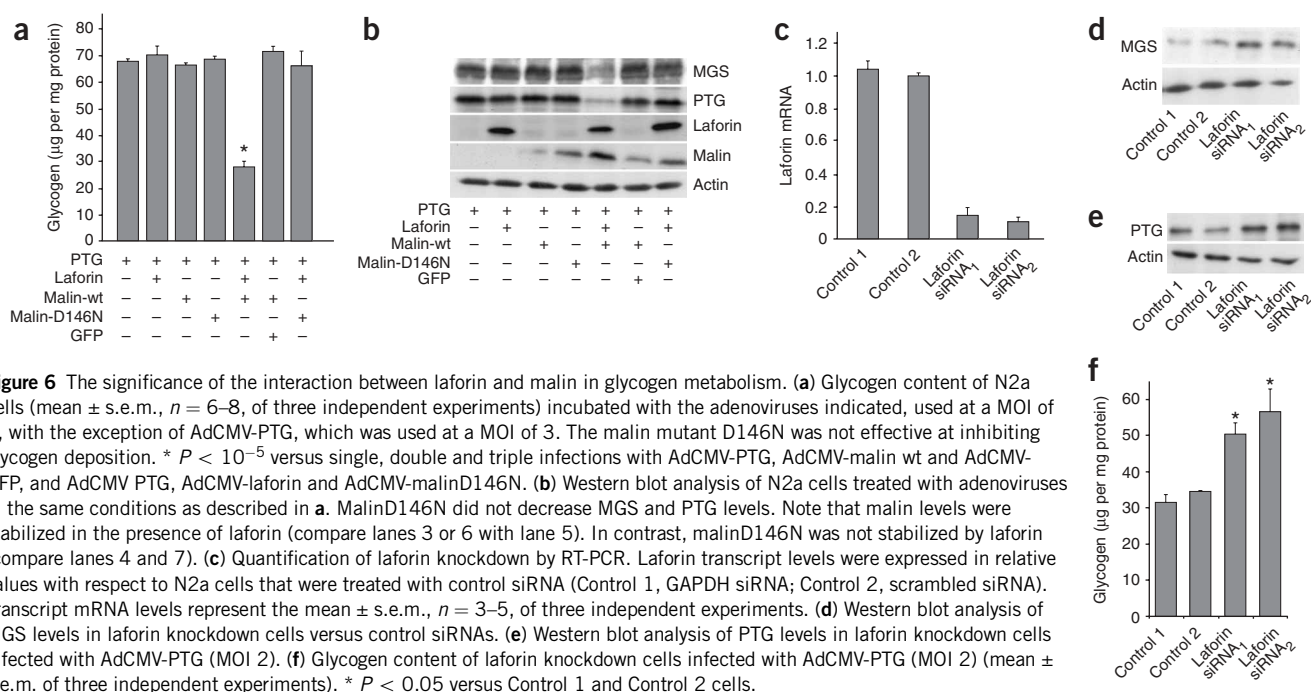 a
Glycogen (µg per mg protein)
80
70
60
50
40
30
20
10
0
*
PTG + + + + + + +
Laforin – + – – + – +
Malin-wt – – + – + + –
Malin-D146N – – – + – – +
GFP – – – – – + –
b
MGS
PTG
Laforin
Malin
Actin
PTG + + + + + + +
Laforin – + – – + – +
Malin-wt – – + – + + –
Malin-D146N – – – + – – +
GFP – – – – – + –
c
Laforin mRNA
1.2
1.0
0.8
0.6
0.4
0.2
0
Control 1
Control 2
Laforin
siRNA1
Laforin
siRNA2
d
MGS
Actin
Control 1
Control 2
Laforin
siRNA1
Laforin
siRNA2
e
PTG
Actin
Control 1
Control 2
Laforin
siRNA1
Laforin
siRNA2
f
Glycogen (µg per mg protein)
60
50
40
30
20
10
0
*
*
Control 1
Control 2
Laforin
siRNA1
Laforin
siRNA2
igure 6 The significance of the interaction between laforin and malin in glycogen metabolism. (a) Glycogen content of N2a
ells (mean ± s.e.m., n = 6–8, of three independent experiments) incubated with the adenoviruses indicated, used at a MOI of
, with the exception of AdCMV-PTG, which was used at a MOI of 3. The malin mutant D146N was not effective at inhibiting
lycogen deposition. * P < 10–5 versus single, double and triple infections with AdCMV-PTG, AdCMV-malin wt and AdCMV-
FP, and AdCMV PTG, AdCMV-laforin and AdCMV-malinD146N. (b) Western blot analysis of N2a cells treated with adenoviruses
the same conditions as described in a. MalinD146N did not decrease MGS and PTG levels. Note that malin levels were
tabilized in the presence of laforin (compare lanes 3 or 6 with lane 5). In contrast, malinD146N was not stabilized by laforin
compare lanes 4 and 7). (c) Quantification of laforin knockdown by RT-PCR. Laforin transcript levels were expressed in relative
alues with respect to N2a cells that were treated with control siRNA (Control 1, GAPDH siRNA; Control 2, scrambled siRNA).
ranscript mRNA levels represent the mean ± s.e.m., n = 3–5, of three independent experiments. (d) Western blot analysis of
GS levels in laforin knockdown cells versus control siRNAs. (e) Western blot analysis of PTG levels in laforin knockdown cells
fected with AdCMV-PTG (MOI 2). (f) Glycogen content of laforin knockdown cells infected with AdCMV-PTG (MOI 2) (mean ±
.e.m. of three independent experiments). * P < 0.05 versus Control 1 and Control 2 cells.